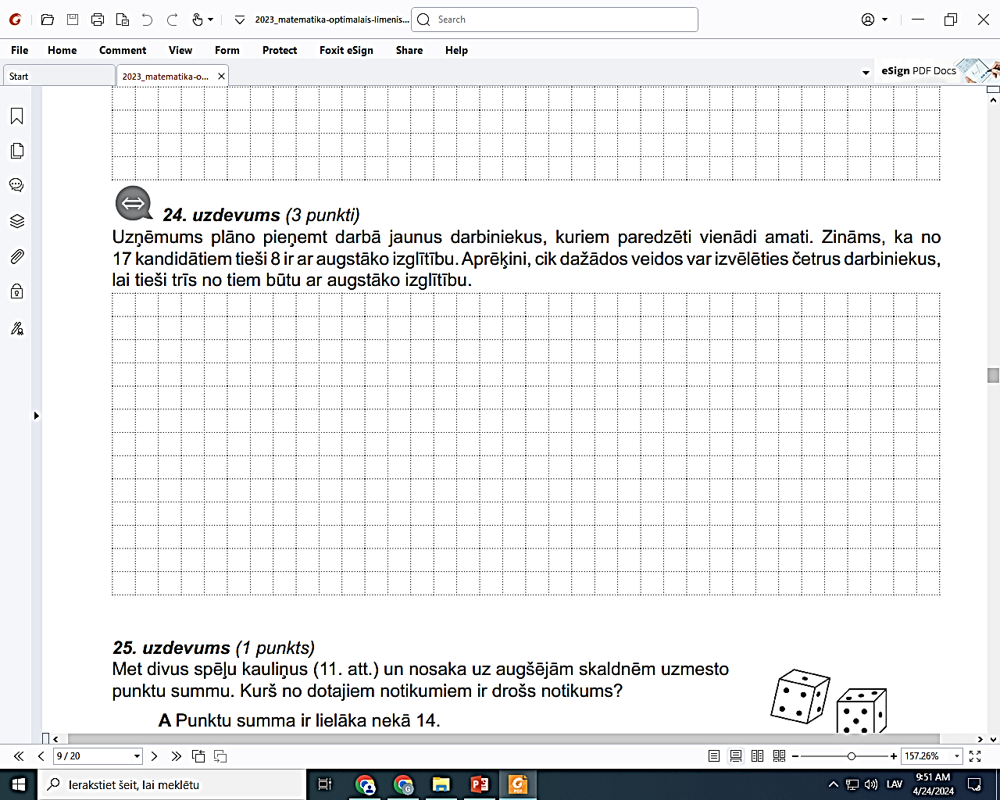 2023_matematika-optimalais-limenis...
Search
File Home Comment View Form Protect Foxit eSign Share Help
Start
2023_matematika-o...
eSign PDF Docs
24. uzdevums (3 punkti)
Uzņēmums plāno pieņemt darbā jaunus darbiniekus, kuriem paredzēti vienādi amati. Zināms, ka no
17 kandidātiem tieši 8 ir ar augstāko izglītību. Aprēķini, cik dažādos veidos var izvēlēties četrus darbiniekus,
lai tieši trīs no tiem būtu ar augstāko izglītību.
25. uzdevums (1 punkts)
Met divus spēļu kauliņus (11. att.) un nosaka uz augšējām skaldnēm uzmesto
punktu summu. Kurš no dotajiem notikumiem ir drošs notikums?
A Punktu summa ir lielāka nekā 14.
9 / 20
157.26%
Ierakstiet šeit, lai meklētu
LAV
9:51 AM
4/24/2024